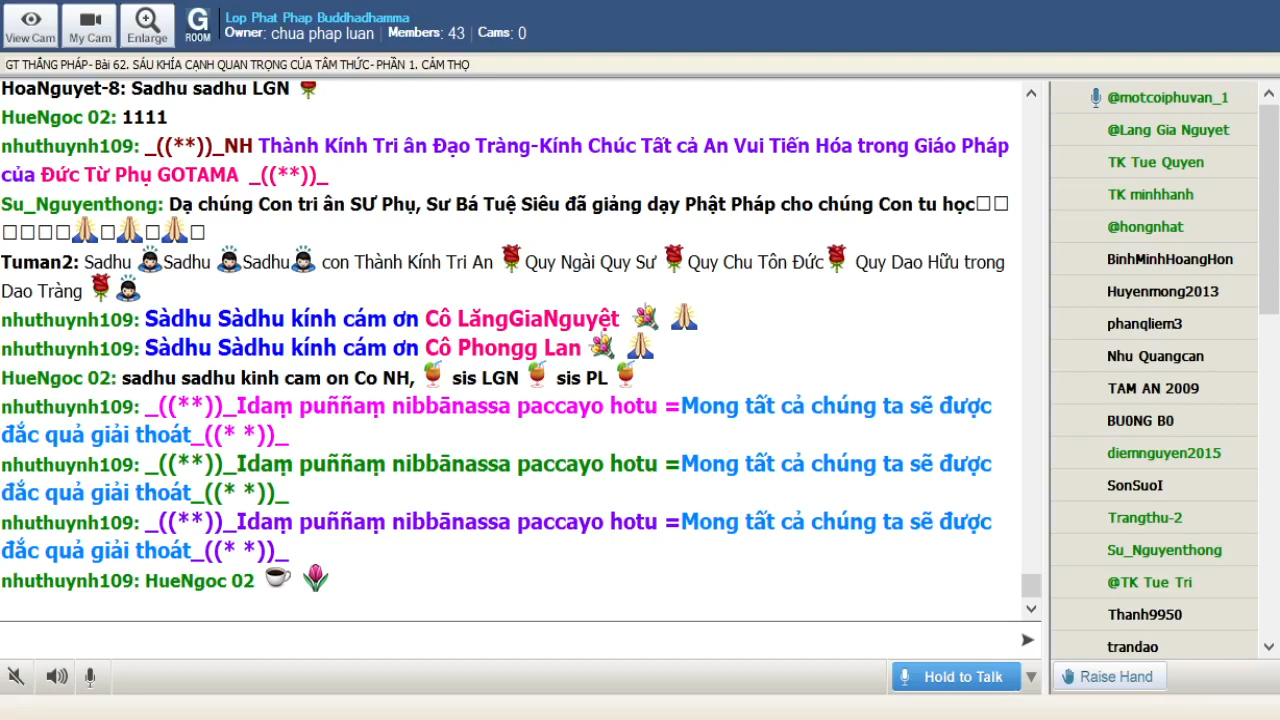 View Cam
My Cam
Enlarge
G
ROOM
Lop Phat Phap Buddhadhamma
Owner: chua phap luan | Members: 43 | Cams: 0
GT THẮNG PHÁP- Bài 62. SÁU KHÍA CẠNH QUAN TRỌNG CỦA TÂM THỨC- PHẦN 1. CẢM THỌ
HoaNguyet-8: Sadhu sadhu LGN
HueNgoc 02: 1111
nhuthuynh109: _((**))_NH Thành Kính Tri ân Đạo Tràng-Kính Chúc Tất cả An Vui Tiến Hóa trong Giáo Pháp
của Đức Từ Phụ GOTAMA _((**))_
Su_Nguyenthong: Dạ chúng Con tri ân SƯ Phụ, Sư Bá Tuệ Siêu đã giảng dạy Phật Pháp cho chúng Con tu học
Tuman2: Sadhu Sadhu Sadhu con Thành Kính Tri An Quy Ngài Quy Sư Quy Chu Tôn Đức Quy Dao Hữu trong
Dao Tràng
nhuthuynh109: Sàdhu Sàdhu kính cám ơn Cô LăngGiaNguyệt
nhuthuynh109: Sàdhu Sàdhu kính cám ơn Cô Phongg Lan
HueNgoc 02: sadhu sadhu kinh cam on Co NH, sis LGN sis PL
nhuthuynh109: _((**))_Idaṃ puññaṃ nibbānassa paccayo hotu =Mong tất cả chúng ta sẽ được
đắc quả giải thoát_((* *))_
nhuthuynh109: _((**))_Idaṃ puññaṃ nibbānassa paccayo hotu =Mong tất cả chúng ta sẽ được
đắc quả giải thoát_((* *))_
nhuthuynh109: _((**))_Idaṃ puññaṃ nibbānassa paccayo hotu =Mong tất cả chúng ta sẽ được
đắc quả giải thoát_((* *))_
nhuthuynh109: HueNgoc 02
@motcoiphuvan_1
@Lang Gia Nguyet
TK Tue Quyen
TK minhhanh
@hongnhat
BinhMinhHoangHon
Huyenmong2013
phanqliem3
Nhu Quangcan
TAM AN 2009
BU0NG B0
diemnguyen2015
SonSuoI
Trangthu-2
Su_Nguyenthong
@TK Tue Tri
Thanh9950
trandao
Hold to Talk
Raise Hand